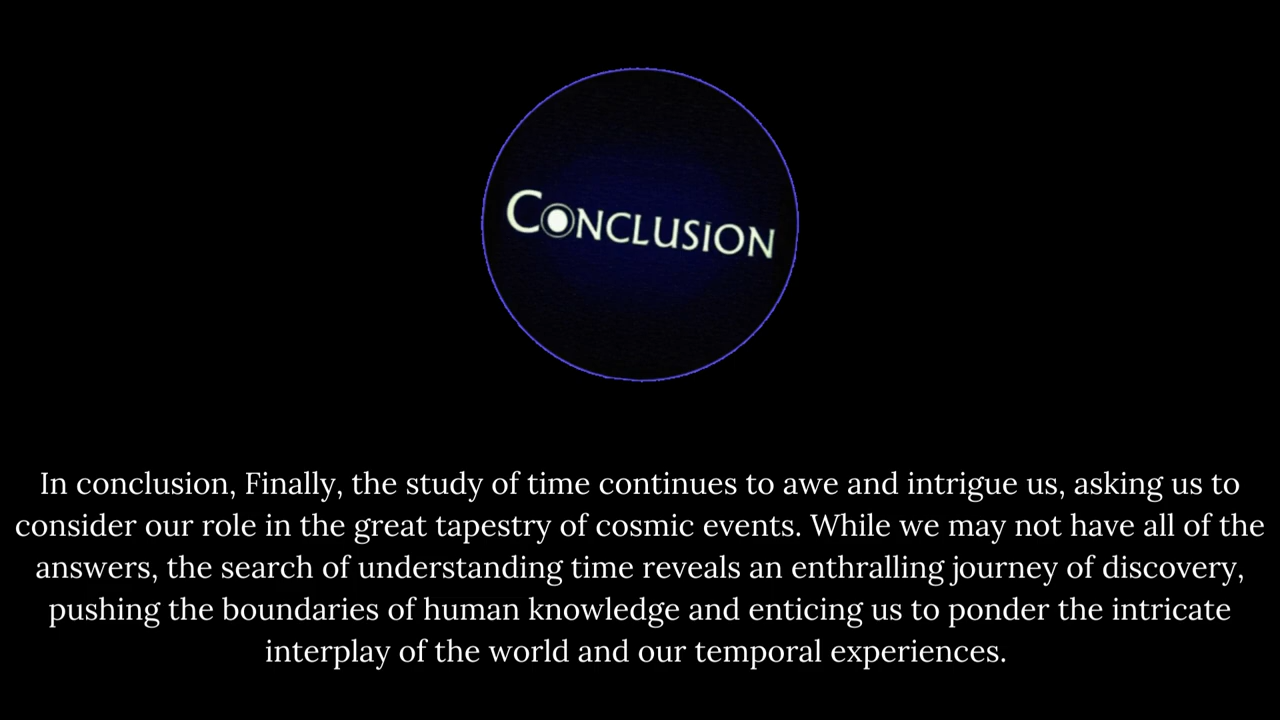 CONCLUSION
In conclusion, Finally, the study of time continues to awe and intrigue us, asking us to
consider our role in the great tapestry of cosmic events. While we may not have all of the
answers, the search of understanding time reveals an enthralling journey of discovery,
pushing the boundaries of human knowledge and enticing us to ponder the intricate
interplay of the world and our temporal experiences.